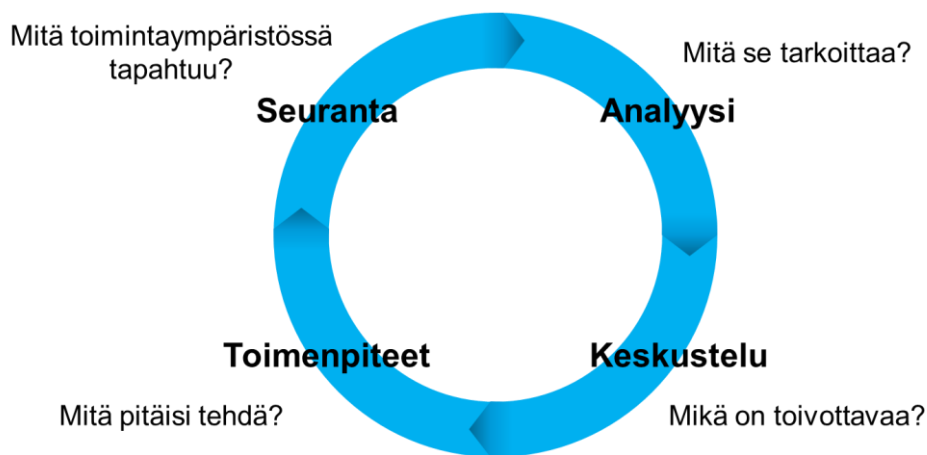 Mitä toimintaympäristössä
tapahtuu?
Seuranta
Mitä se tarkoittaa?
Analyysi
Keskustelu
Mikä on toivottavaa?
Toimenpiteet
Mitä pitäisi tehdä?